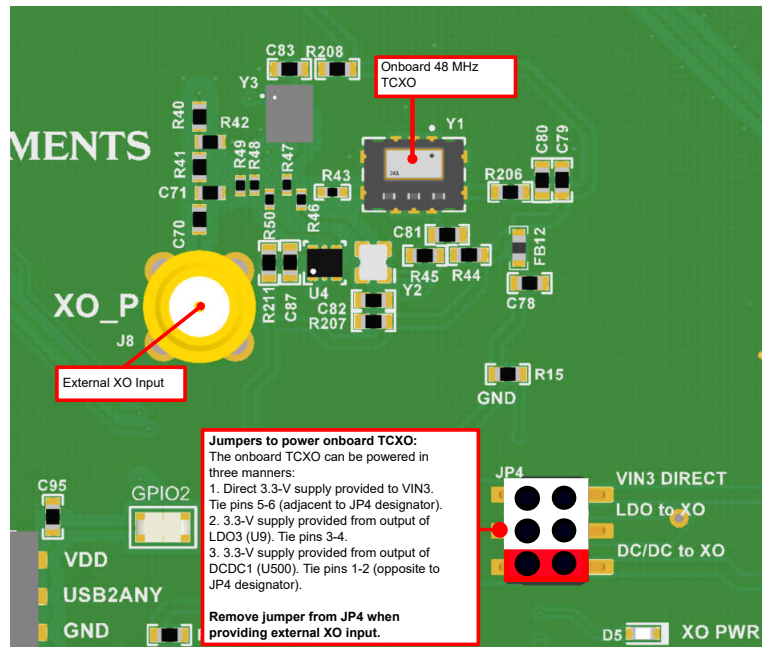 C83 R208
Onboard 48 MHz
TCXO
Y3
R40
R42
Y1
MENTS
R41
R49
R48
R47
C80
C79
R43
R206
C71
R50
R46
C70
C81
FB12
R45
R44
U4
Y2
R211
C87
C82
C78
XO_P
R207
J8
External XO Input
R15
GND
Jumpers to power onboard TCXO:
The onboard TCXO can be powered in
three manners:
1. Direct 3.3-V supply provided to VIN3.
Tie pins 5-6 (adjacent to JP4 designator).
2. 3.3-V supply provided from output of
LDO3 (U9). Tie pins 3-4.
3. 3.3-V supply provided from output of
DCDC1 (U500). Tie pins 1-2 (opposite to
JP4 designator).
Remove jumper from JP4 when
providing external XO input.
JP4
VIN3 DIRECT
LDO to XO
DC/DC to XO
C95
GPIO2
VDD
USB2ANY
GND
D5
XO PWR